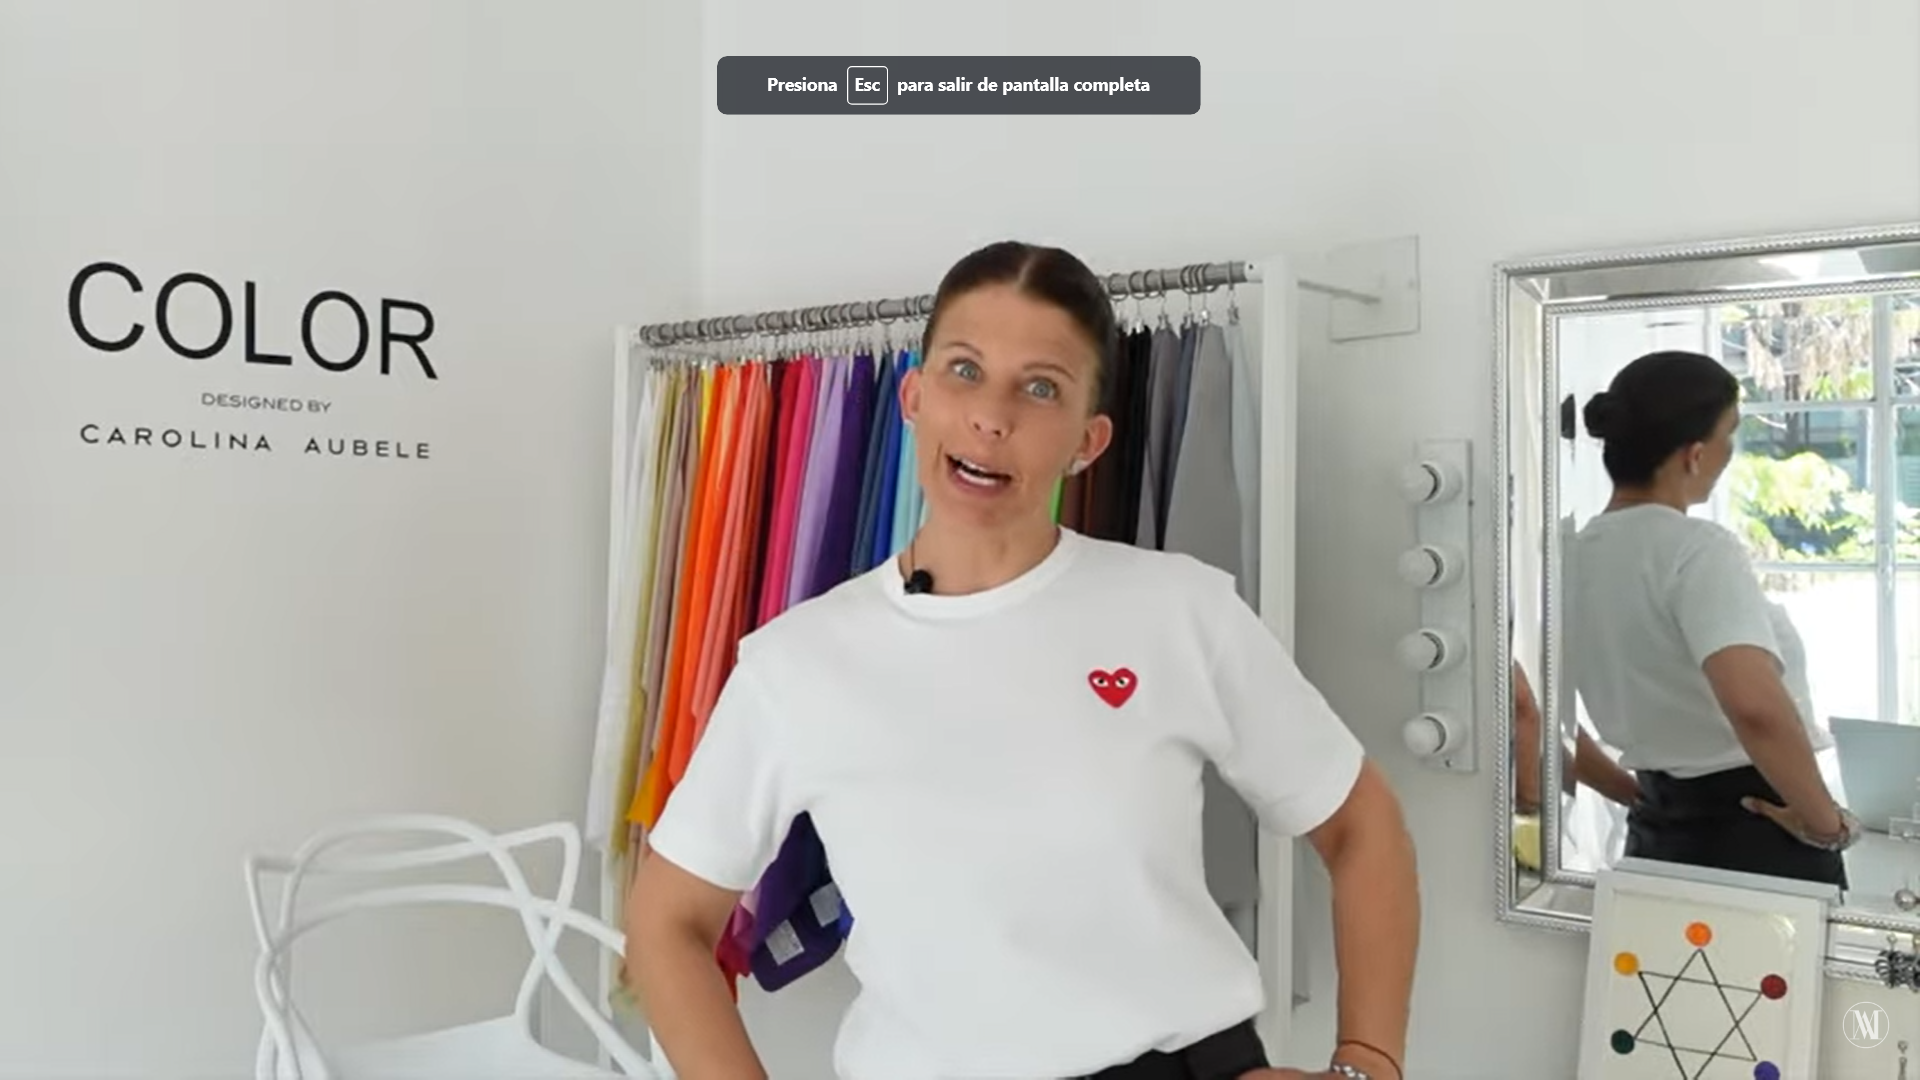 Presiona Esc para salir de pantalla completa
COLOR
DESIGNED BY
CAROLINA AUBELE